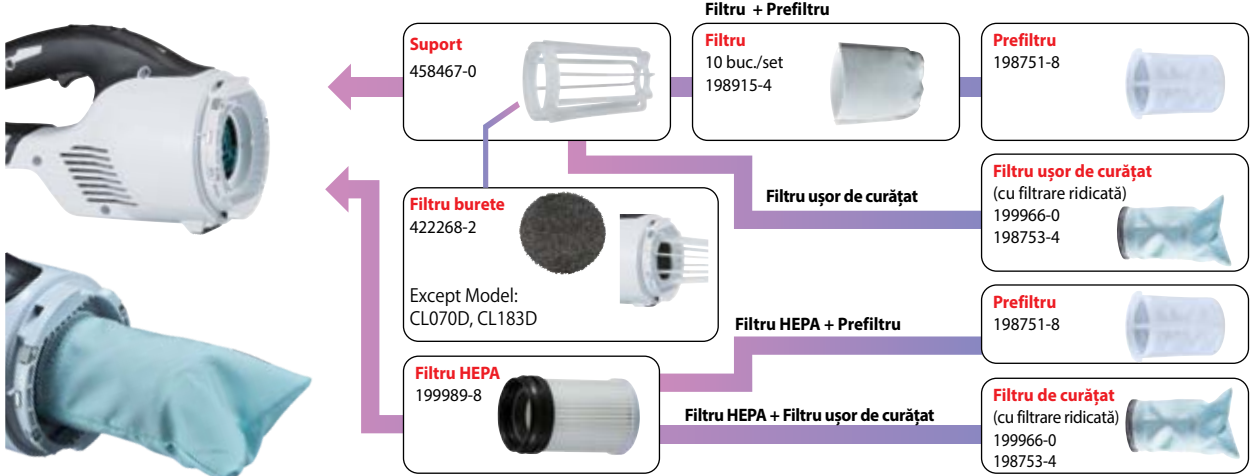 Filtru + Prefiltru
Suport
458467-0
Filtru
10 buc./set
198915-4
Prefiltru
198751-8
Filtru ușor de curățat
Filtru ușor de curățat
(cu filtrare ridicată)
199966-0
198753-4
Filtru burete
422268-2
Except Model:
CL070D, CL183D
Filtru HEPA + Prefiltru
Prefiltru
198751-8
Filtru HEPA
199989-8
Filtru HEPA + Filtru ușor de curățat
Filtru de curățat
(cu filtrare ridicată)
199966-0
198753-4